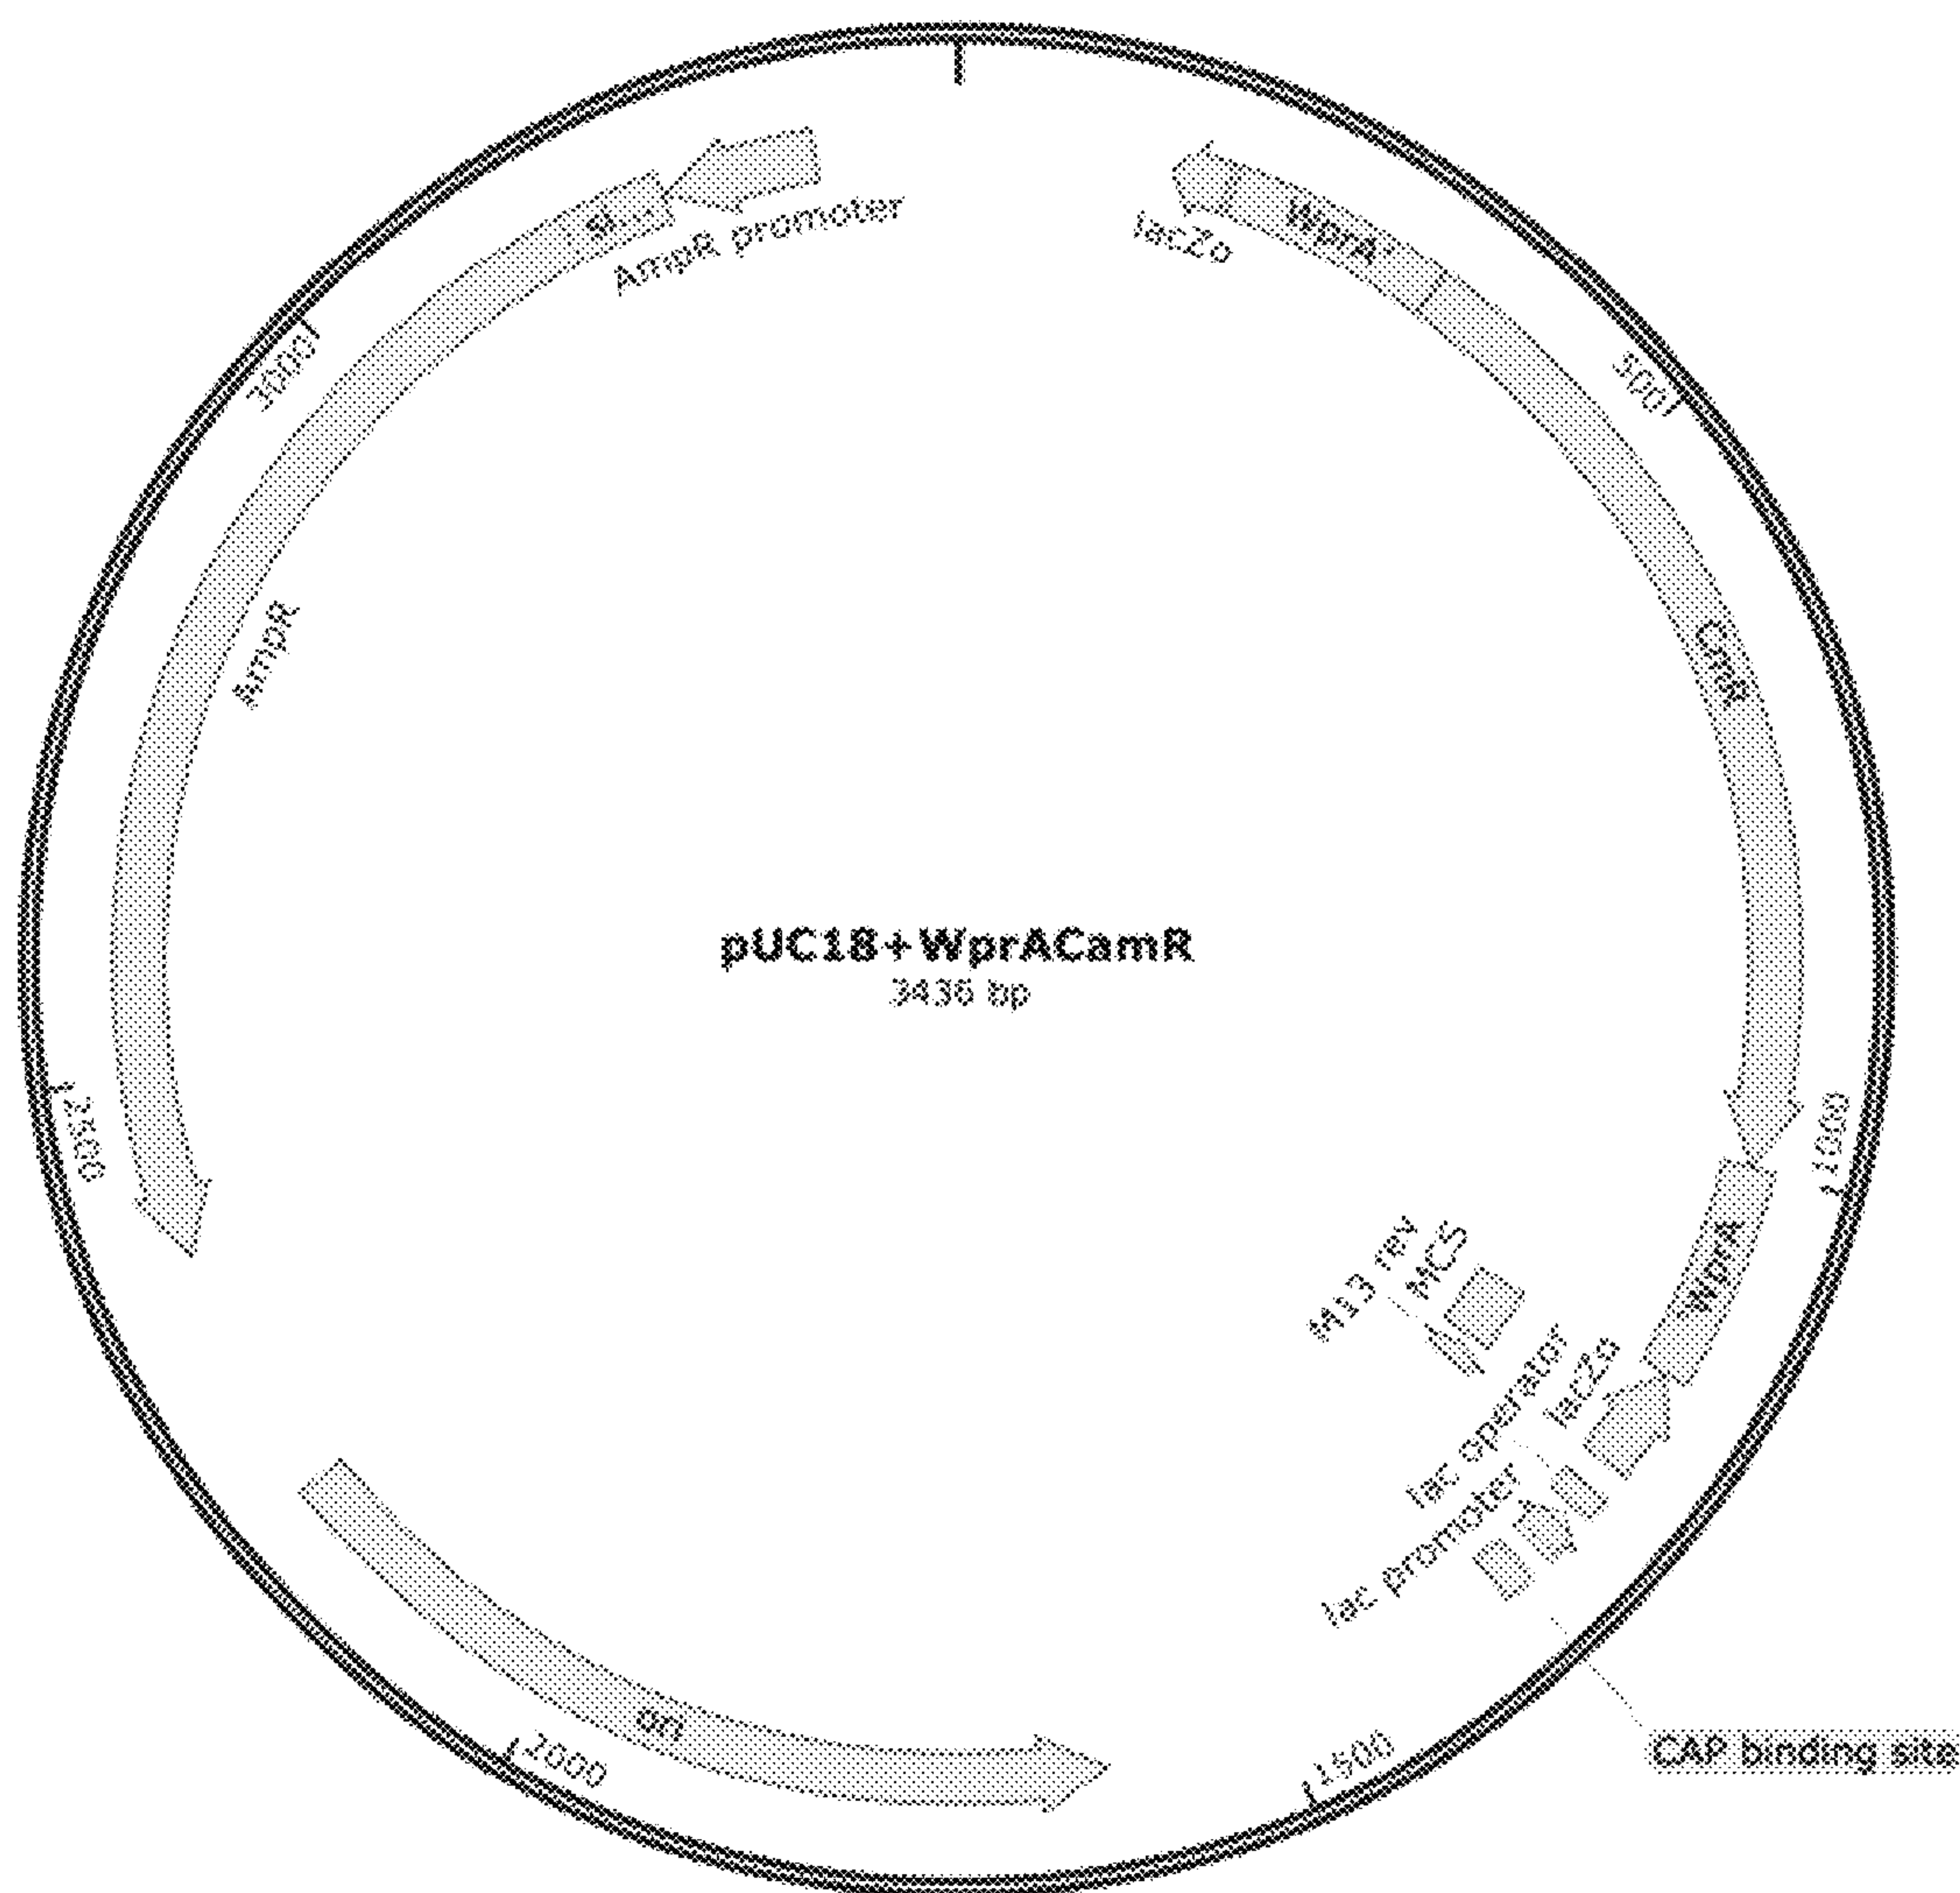 AmpR promoter
si...
lacZα
WprA'
500
3000
AmpR
CmR
pUC18+WprACamR
3436 bp
1000
2500
'WprA
M13 rev
MCS
lac operator
lacZα
lac promoter
ori
2000
1500
CAP binding site